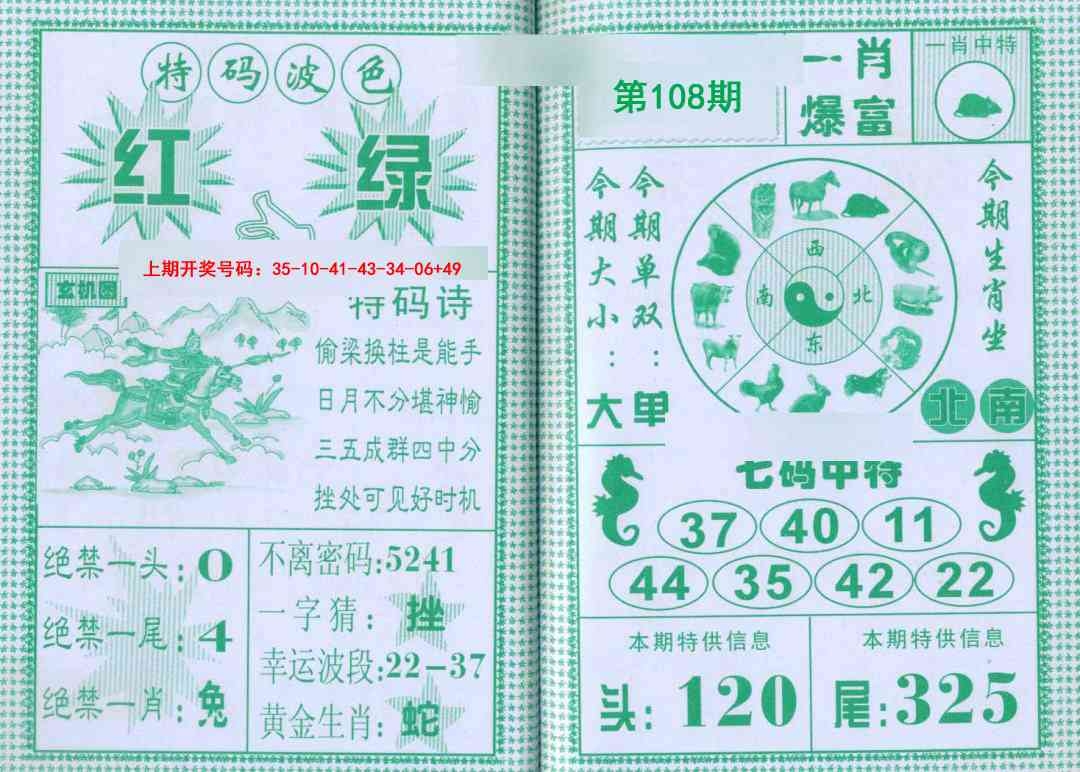 特码波色
红 绿
上期开奖号码：35-10-41-43-34-06+49
玄机图
特码诗
偷梁换柱是能手
日月不分堪神愉
三五成群四中分
挫处可见好时机
绝禁一头：0
绝禁一尾：4
绝禁一肖：兔
不离密码:5241
一字猜：挫
幸运波段:22-37
黄金生肖：蛇
第108期
一肖
爆富
一肖中特
今期大小：大
今期单双：单
西
南 北
东
今期生肖坐
北 南
七码中特
37 40 11
44 35 42 22
本期特供信息
头：120
本期特供信息
尾:325